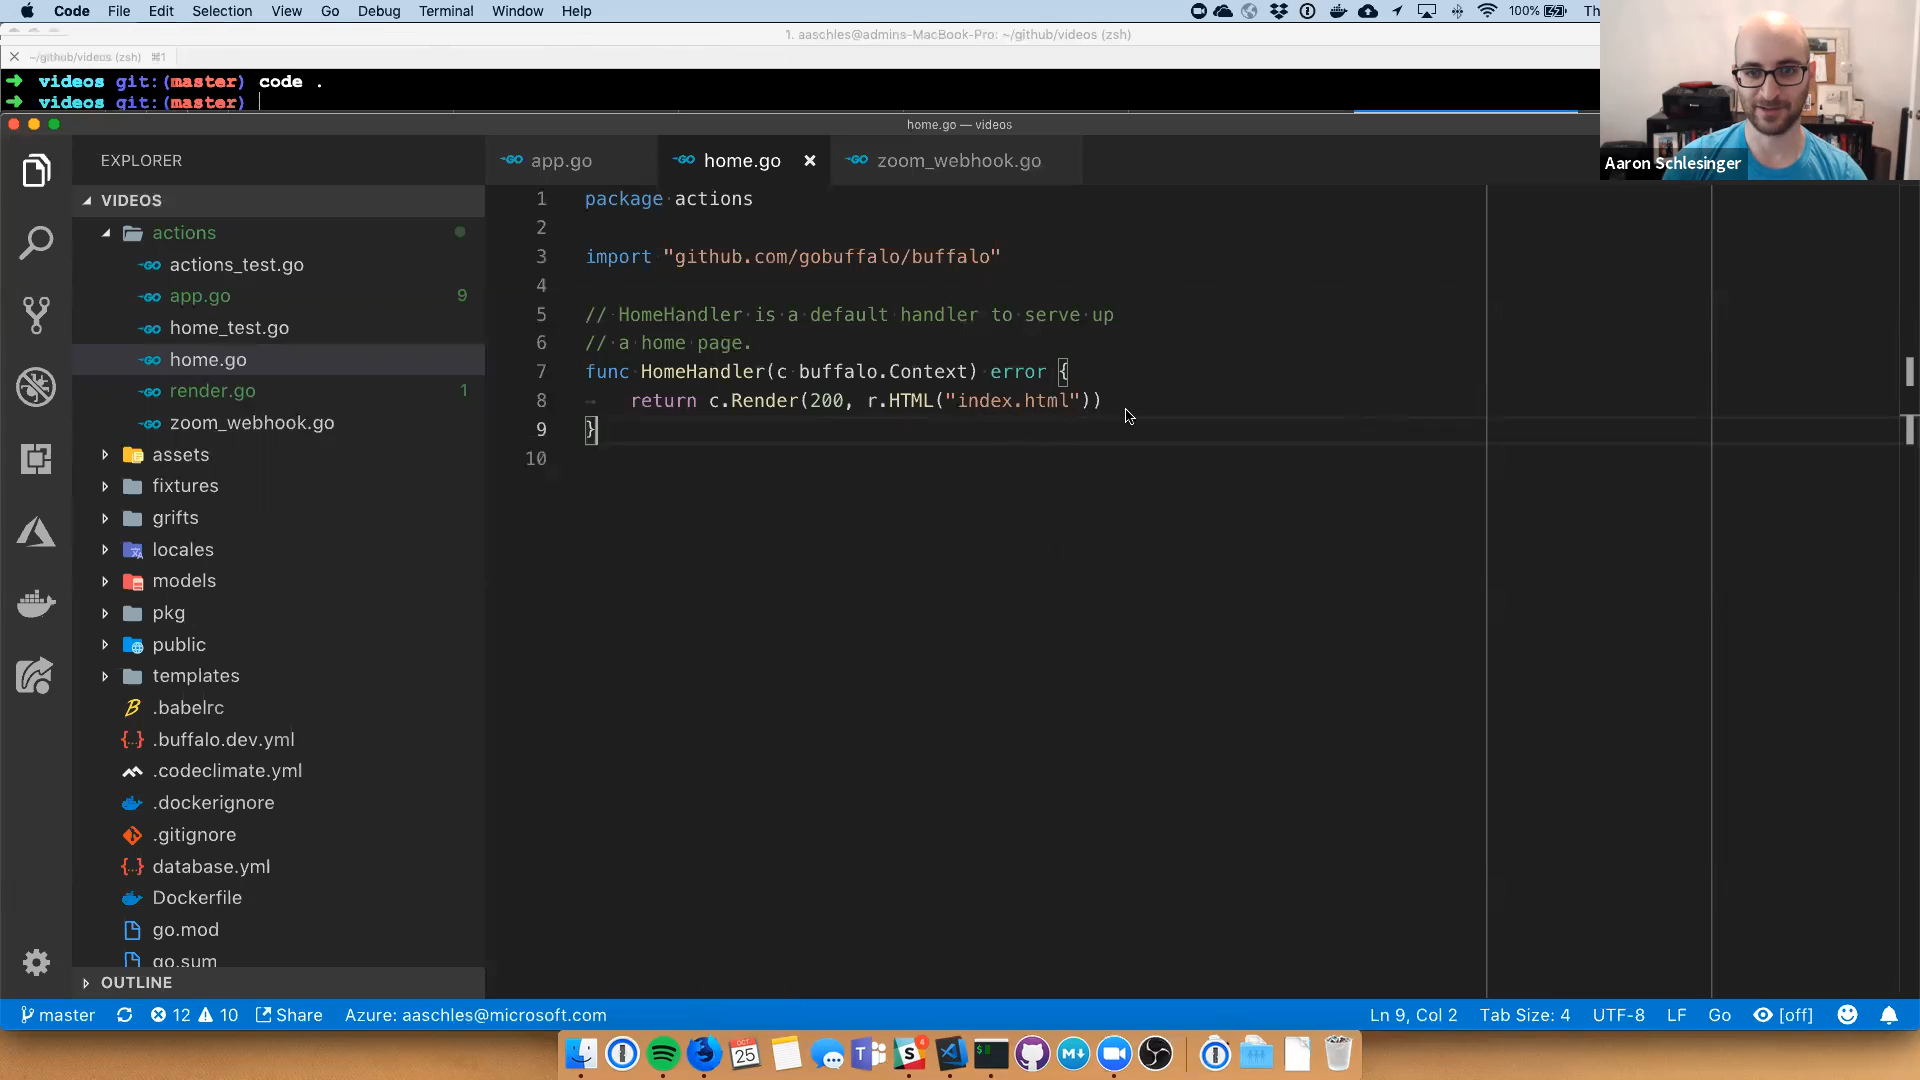 Code File Edit Selection View Go Debug Terminal Window Help 100% Th
1. aaschles@admins-MacBook-Pro: ~/github/videos (zsh)
~/github/videos (zsh) ⌘1
➜ videos git:(master) code .
➜ videos git:(master)
home.go — videos
Aaron Schlesinger
EXPLORER
VIDEOS
actions
actions_test.go
app.go 9
home_test.go
home.go
render.go 1
zoom_webhook.go
assets
fixtures
grifts
locales
models
pkg
public
templates
.babelrc
.buffalo.dev.yml
.codeclimate.yml
.dockerignore
.gitignore
database.yml
Dockerfile
go.mod
go.sum
OUTLINE
app.go home.go zoom_webhook.go
1 package actions
2
3 import "github.com/gobuffalo/buffalo"
4
5 // HomeHandler is a default handler to serve up
6 // a home page.
7 func HomeHandler(c buffalo.Context) error {
8 return c.Render(200, r.HTML("index.html"))
9 }
10
master 12 10 Share Azure: aaschles@microsoft.com Ln 9, Col 2 Tab Size: 4 UTF-8 LF Go [off]
OCT 25 4